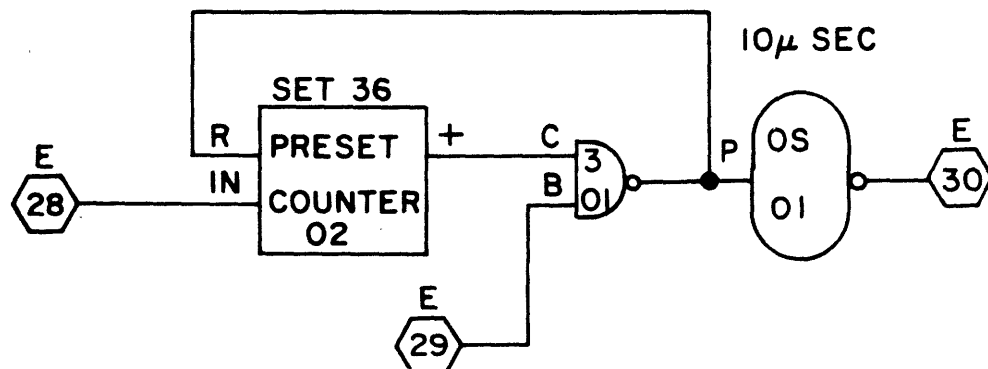 10µ SEC
SET 36
R
PRESET
+
C
3
P
OS
E
E
IN
B
28
COUNTER
01
01
30
02
E
29